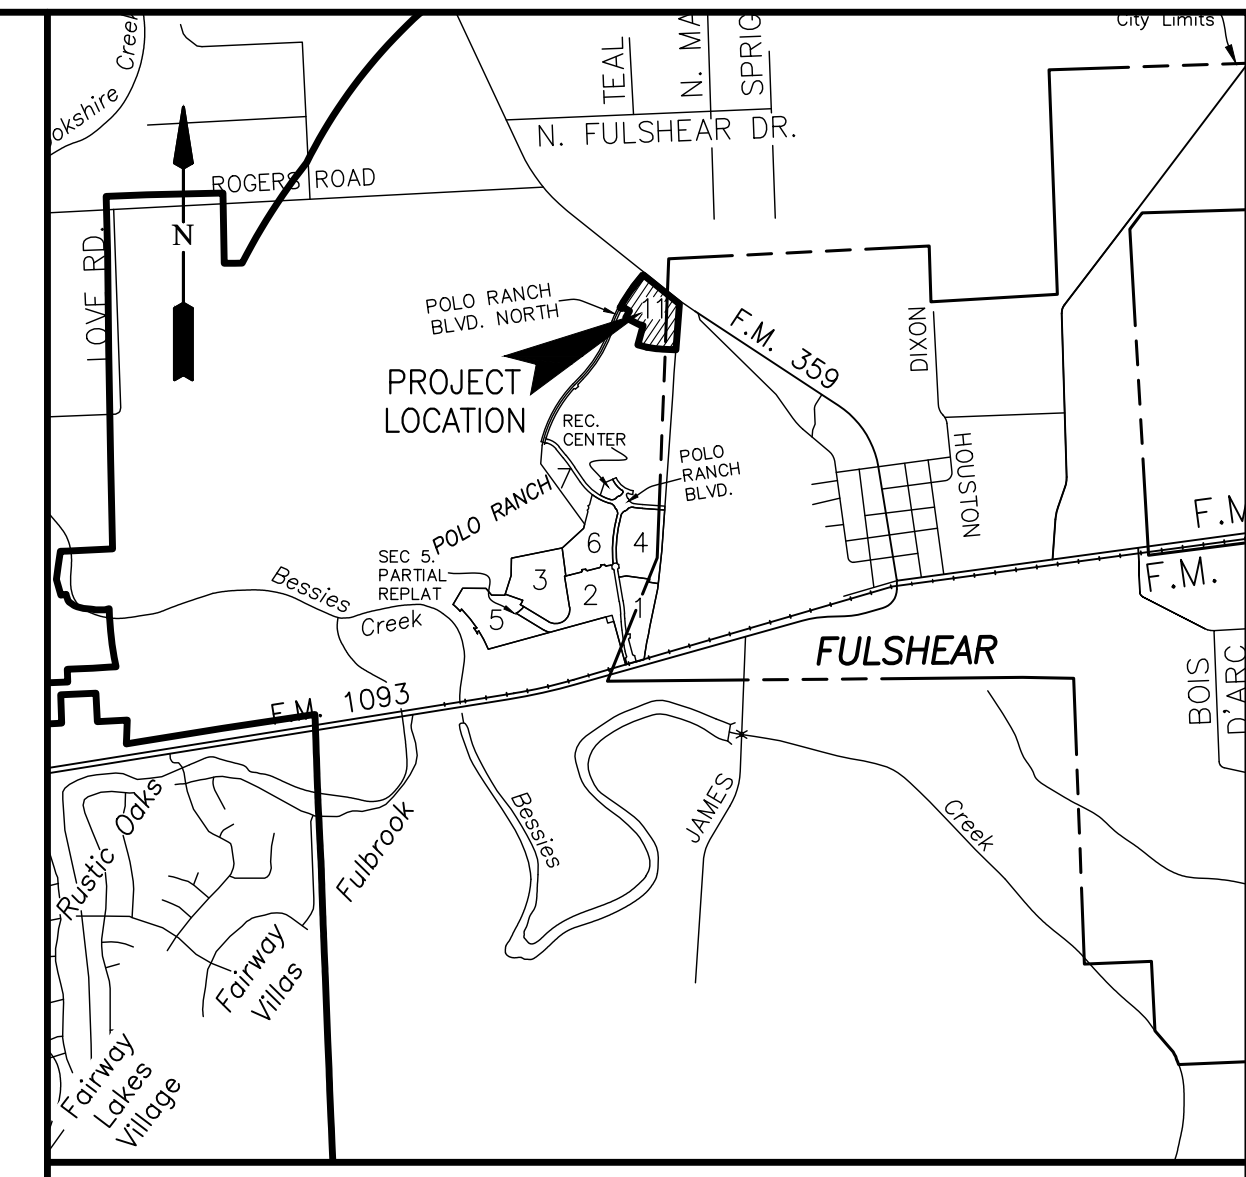 City Limits
Creek
okshire
TEAL
N. MA
SPRIG
N. FULSHEAR DR.
ROGERS ROAD
N
LOVE RD.
POLO RANCH
BLVD. NORTH
11
F.M. 359
PROJECT
LOCATION
DIXON
REC.
CENTER
POLO
RANCH
BLVD.
HOUSTON
POLO RANCH
F.M
SEC 5.
PARTIAL
REPLAT
6
4
3
2
1
5
Bessies
Creek
F.M.
FULSHEAR
BOIS
D'ARC
F.M. 1093
JAMES
Bessies
Creek
Rustic Oaks
Fulbrook
Fairway
Villas
Fairway
Lakes
Village